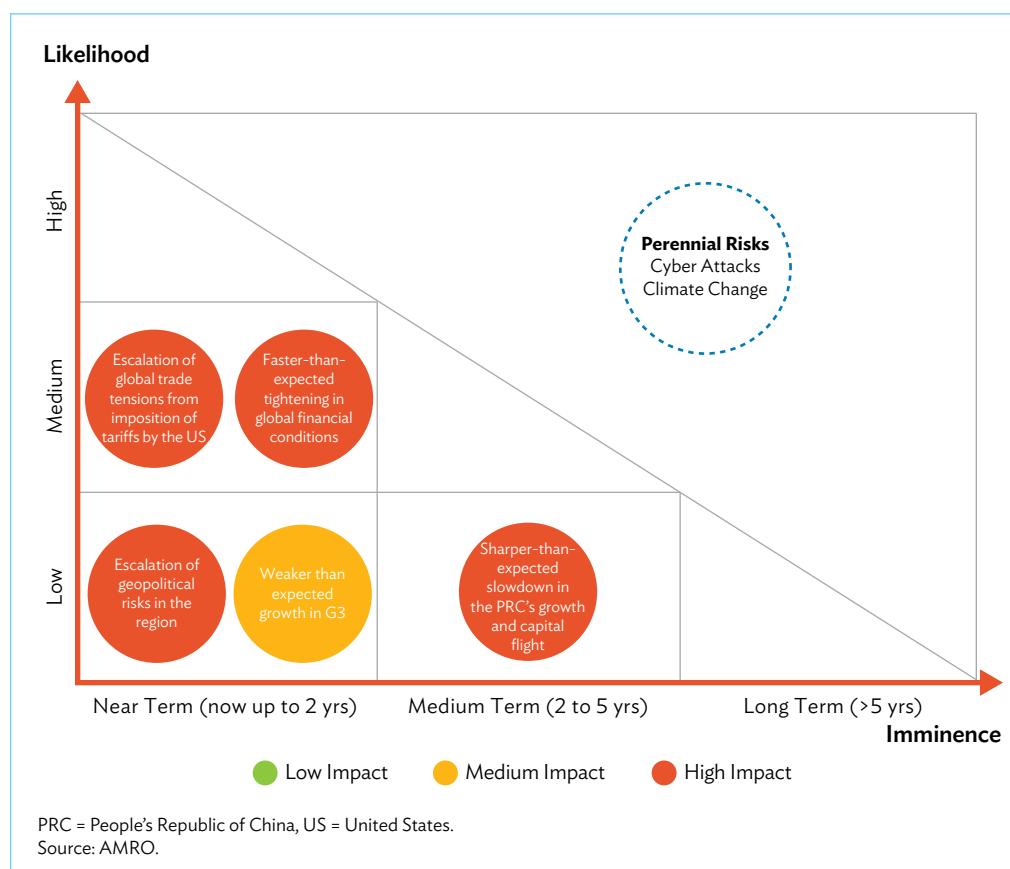 Likelihood
High
Medium
Low
Perennial Risks
Cyber Attacks
Climate Change
Escalation of
global trade
tensions from
imposition of
tariffs by the US
Faster-than-
expected
tightening in
global financial
conditions
Escalation of
geopolitical
risks in the
region
Weaker than
expected
growth in G3
Sharper-than-
expected
slowdown in
the PRC's growth
and capital
flight
Near Term (now up to 2 yrs)
Medium Term (2 to 5 yrs)
Long Term (>5 yrs)
Imminence
Low Impact
Medium Impact
High Impact
PRC = People's Republic of China, US = United States.
Source: AMRO.